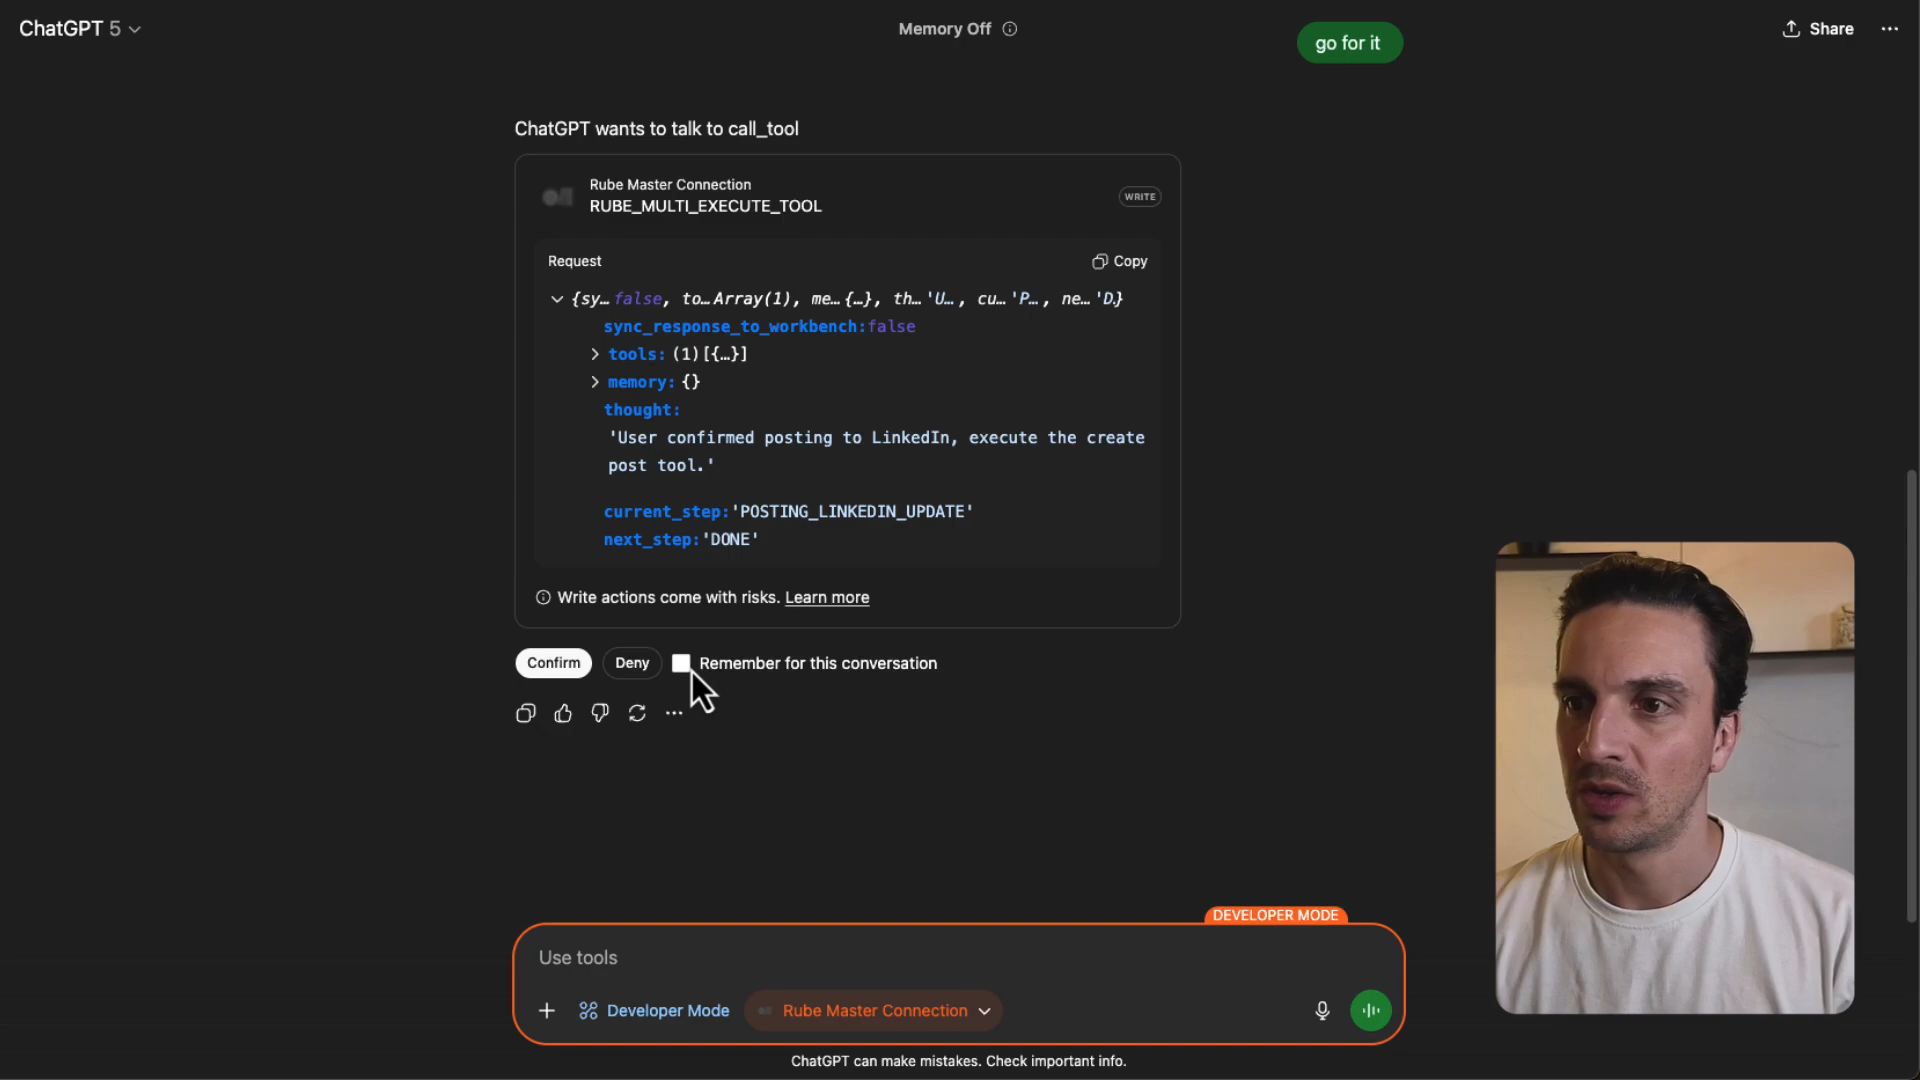 ChatGPT 5
Memory Off
Share
go for it
ChatGPT wants to talk to call_tool
Rube Master Connection
RUBE_MULTI_EXECUTE_TOOL
WRITE
Request
Copy
{sy…false, to…Array(1), me…{…}, th…'U…, cu…'P…, ne…'D.}
sync_response_to_workbench:false
tools: (1)[{…}]
memory: {}
thought:
'User confirmed posting to LinkedIn, execute the create
post tool.'
current_step:'POSTING_LINKEDIN_UPDATE'
next_step:'DONE'
Write actions come with risks. Learn more
Confirm
Deny
Remember for this conversation
DEVELOPER MODE
Use tools
Developer Mode
Rube Master Connection
ChatGPT can make mistakes. Check important info.